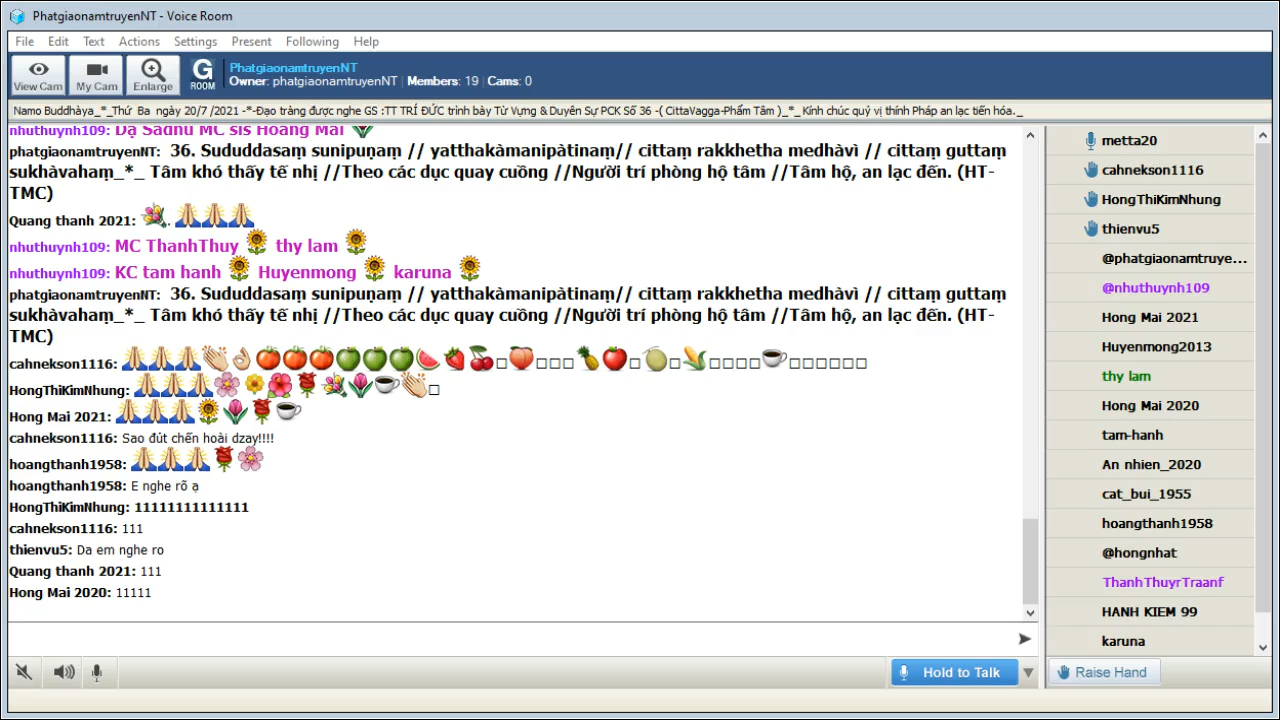 PhatgiaonamtruyenNT - Voice Room
File Edit Text Actions Settings Present Following Help
View Cam My Cam Enlarge G ROOM PhatgiaonamtruyenNT
Owner: phatgiaonamtruyenNT Members: 19 Cams: 0
Namo Buddhàya_*_Thứ Ba ngày 20/7 /2021 -*-Đạo tràng được nghe GS :TT TRÍ ĐỨC trình bày Từ Vựng & Duyên Sự PCK Số 36 -( CittaVagga-Phẩm Tâm )_*_ Kính chúc quý vị thính Pháp an lạc tiến hóa._
nhuthuynh109: Dạ Sadhu MC sis Hoang Mai
phatgiaonamtruyenNT: 36. Sududdasaṃ sunipuṇaṃ // yatthakàmanipàtinaṃ// cittaṃ rakkhetha medhàvì // cittaṃ guttaṃ
sukhàvahaṃ_*_ Tâm khó thấy tế nhị //Theo các dục quay cuồng //Người trí phòng hộ tâm //Tâm hộ, an lạc đến. (HT-
TMC)
Quang thanh 2021: .
nhuthuynh109: MC ThanhThuy thy lam
nhuthuynh109: KC tam hanh Huyenmong karuna
phatgiaonamtruyenNT: 36. Sududdasaṃ sunipuṇaṃ // yatthakàmanipàtinaṃ// cittaṃ rakkhetha medhàvì // cittaṃ guttaṃ
sukhàvahaṃ_*_ Tâm khó thấy tế nhị //Theo các dục quay cuồng //Người trí phòng hộ tâm //Tâm hộ, an lạc đến. (HT-
TMC)
cahnekson1116:
HongThiKimNhung:
Hong Mai 2021:
cahnekson1116: Sao đứt chến hoài dzay!!!!
hoangthanh1958:
hoangthanh1958: E nghe rõ ạ
HongThiKimNhung: 11111111111111
cahnekson1116: 111
thienvu5: Da em nghe ro
Quang thanh 2021: 111
Hong Mai 2020: 11111
Hold to Talk
metta20
cahnekson1116
HongThiKimNhung
thienvu5
@phatgiaonamtruye...
@nhuthuynh109
Hong Mai 2021
Huyenmong2013
thy lam
Hong Mai 2020
tam-hanh
An nhien_2020
cat_bui_1955
hoangthanh1958
@hongnhat
ThanhThuyrTraanf
HANH KIEM 99
karuna
Raise Hand